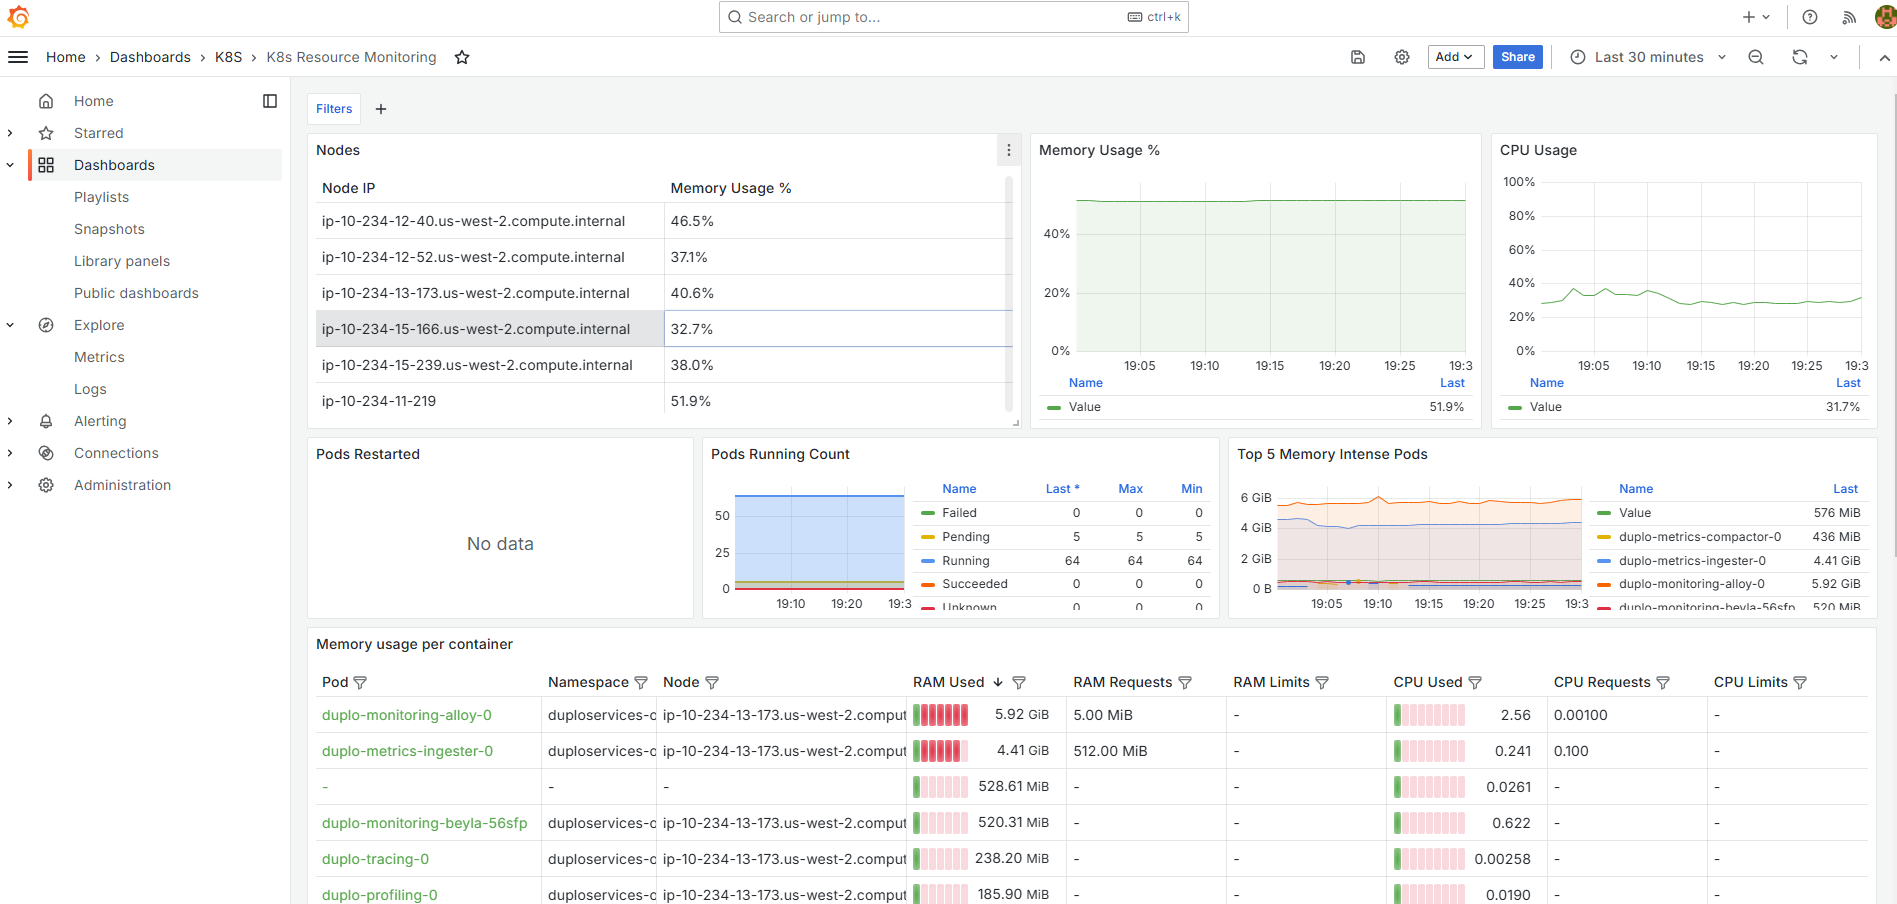 Search or jump to...
ctrl+k
Home › Dashboards › K8S › K8s Resource Monitoring
Add
Share
Last 30 minutes
Home
Starred
Dashboards
Playlists
Snapshots
Library panels
Public dashboards
Explore
Metrics
Logs
Alerting
Connections
Administration
Filters
Nodes
Node IP Memory Usage %
ip-10-234-12-40.us-west-2.compute.internal 46.5%
ip-10-234-12-52.us-west-2.compute.internal 37.1%
ip-10-234-13-173.us-west-2.compute.internal 40.6%
ip-10-234-15-166.us-west-2.compute.internal 32.7%
ip-10-234-15-239.us-west-2.compute.internal 38.0%
ip-10-234-11-219 51.9%
Memory Usage %
40%
20%
0%
19:05 19:10 19:15 19:20 19:25 19:3
Name Last
Value 51.9%
CPU Usage
100%
80%
60%
40%
20%
0%
19:05 19:10 19:15 19:20 19:25 19:3
Name Last
Value 31.7%
Pods Restarted
No data
Pods Running Count
50
25
0
19:10 19:20 19:3
Name Last * Max Min
Failed 0 0 0
Pending 5 5 5
Running 64 64 64
Succeeded 0 0 0
Unknown 0 0 0
Top 5 Memory Intense Pods
6 GiB
4 GiB
2 GiB
0 B
19:05 19:10 19:15 19:20 19:25 19:3
Name Last
Value 576 MiB
duplo-metrics-compactor-0 436 MiB
duplo-metrics-ingester-0 4.41 GiB
duplo-monitoring-alloy-0 5.92 GiB
duplo-monitoring-beyla-56sfp 520 MiB
Memory usage per container
Pod Namespace Node RAM Used RAM Requests RAM Limits CPU Used CPU Requests CPU Limits
duplo-monitoring-alloy-0 duploservices-o ip-10-234-13-173.us-west-2.comput 5.92 GiB 5.00 MiB - 2.56 0.00100 -
duplo-metrics-ingester-0 duploservices-o ip-10-234-13-173.us-west-2.comput 4.41 GiB 512.00 MiB - 0.241 0.100 -
- - - 528.61 MiB - - 0.0261 - -
duplo-monitoring-beyla-56sfp duploservices-o ip-10-234-13-173.us-west-2.comput 520.31 MiB - - 0.622 - -
duplo-tracing-0 duploservices-o ip-10-234-13-173.us-west-2.comput 238.20 MiB - - 0.00258 - -
duplo-profiling-0 duploservices-o ip-10-234-13-173.us-west-2.comput 185.90 MiB - - 0.0190 - -